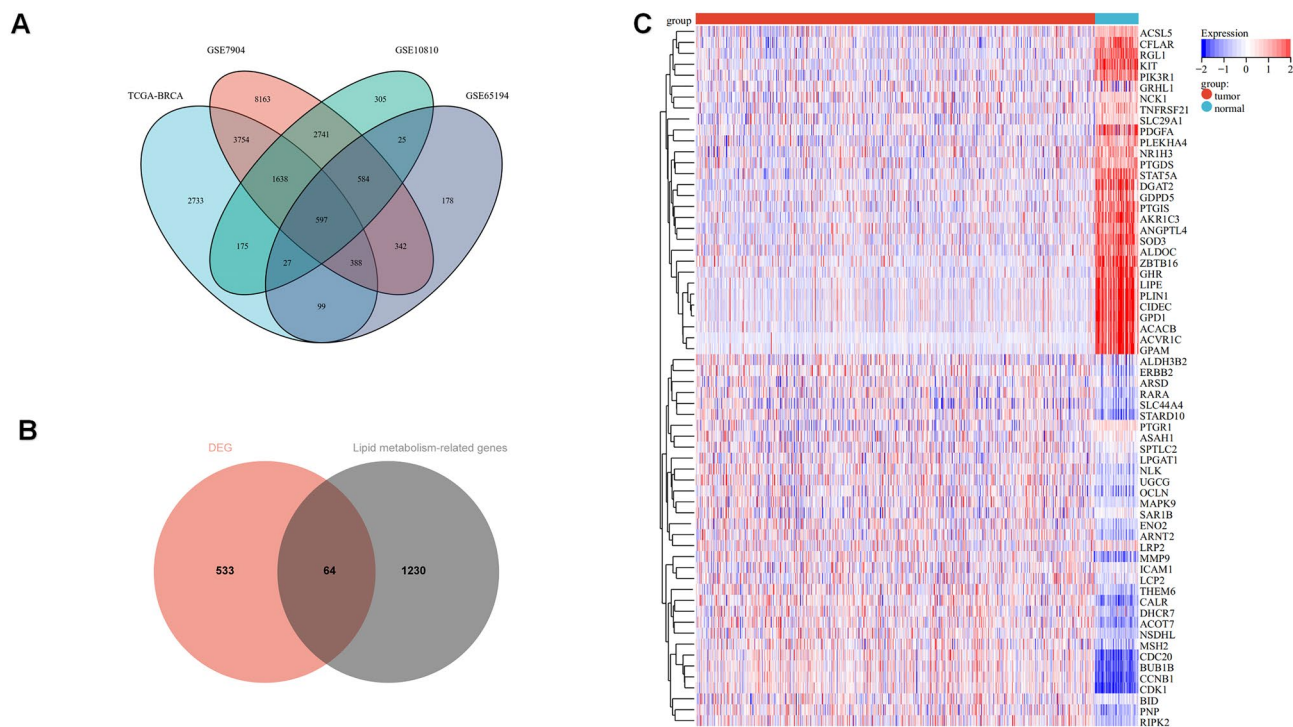 A
GSE7904
GSE10810
TCGA-BRCA
GSE65194
8163
305
3754
2741
25
2733
1638
584
178
597
175
27
388
342
99
B
DEG
Lipid metabolism-related genes
533
64
1230
C
group
ACSL5
CFLAR
RGL1
KIT
PIK3R1
GRHL1
NCK1
TNFRSF21
SLC29A1
PDGFA
PLEKHA4
NR1H3
PTGDS
STAT5A
DGAT2
GDPD5
PTGIS
AKR1C3
ANGPTL4
SOD3
ALDOC
ZBTB16
GHR
LIPE
PLIN1
CIDEC
GPD1
ACACB
ACVR1C
GPAM
ALDH3B2
ERBB2
ARSD
RARA
SLC44A4
STARD10
PTGR1
ASAH1
SPTLC2
LPGAT1
NLK
UGCG
OCLN
MAPK9
SAR1B
ENO2
ARNT2
LRP2
MMP9
ICAM1
LCP2
THEM6
CALR
DHCR7
ACOT7
NSDHL
MSH2
CDC20
BUB1B
CCNB1
CDK1
BID
PNP
RIPK2
Expression
−2 −1 0 1 2
group:
tumor
normal